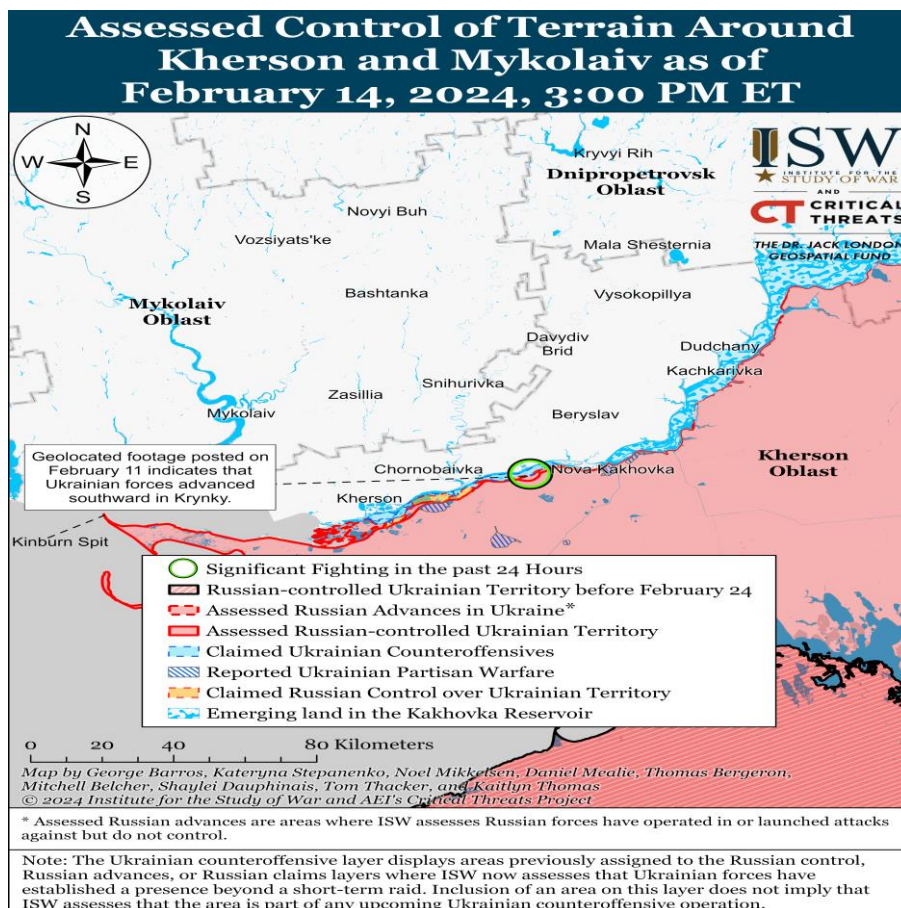 Assessed Control of Terrain Around
Kherson and Mykolaiv as of
February 14, 2024, 3:00 PM ET
N
W E
S
ISW
INSTITUTE FOR THE
STUDY OF WAR
AND
CT CRITICAL
THREATS
THE DR. JACK LONDON
GEOSPATIAL FUND
Kryvyi Rih
Dnipropetrovsk
Oblast
Novyi Buh
Vozsiyats'ke
Mala Shesternia
Bashtanka
Vysokopillya
Mykolaiv
Oblast
Davydiv
Brid
Dudchany
Kachkarivka
Snihurivka
Zasillia
Mykolaiv
Beryslav
Geolocated footage posted on
February 11 indicates that
Ukrainian forces advanced
southward in Krynky.
Chornobaivka
Nova Kakhovka
Kherson
Oblast
Kherson
Kinburn Spit
Significant Fighting in the past 24 Hours
Russian-controlled Ukrainian Territory before February 24
Assessed Russian Advances in Ukraine*
Assessed Russian-controlled Ukrainian Territory
Claimed Ukrainian Counteroffensives
Reported Ukrainian Partisan Warfare
Claimed Russian Control over Ukrainian Territory
Emerging land in the Kakhovka Reservoir
0 20 40 80 Kilometers
Map by George Barros, Kateryna Stepanenko, Noel Mikkelsen, Daniel Mealie, Thomas Bergeron,
Mitchell Belcher, Shaylei Dauphinais, Tom Thacker, and Kaitlyn Thomas
© 2024 Institute for the Study of War and AEI's Critical Threats Project
* Assessed Russian advances are areas where ISW assesses Russian forces have operated in or launched attacks
against but do not control.
Note: The Ukrainian counteroffensive layer displays areas previously assigned to the Russian control,
Russian advances, or Russian claims layers where ISW now assesses that Ukrainian forces have
established a presence beyond a short-term raid. Inclusion of an area on this layer does not imply that
ISW assesses that the area is part of any upcoming Ukrainian counteroffensive operation.